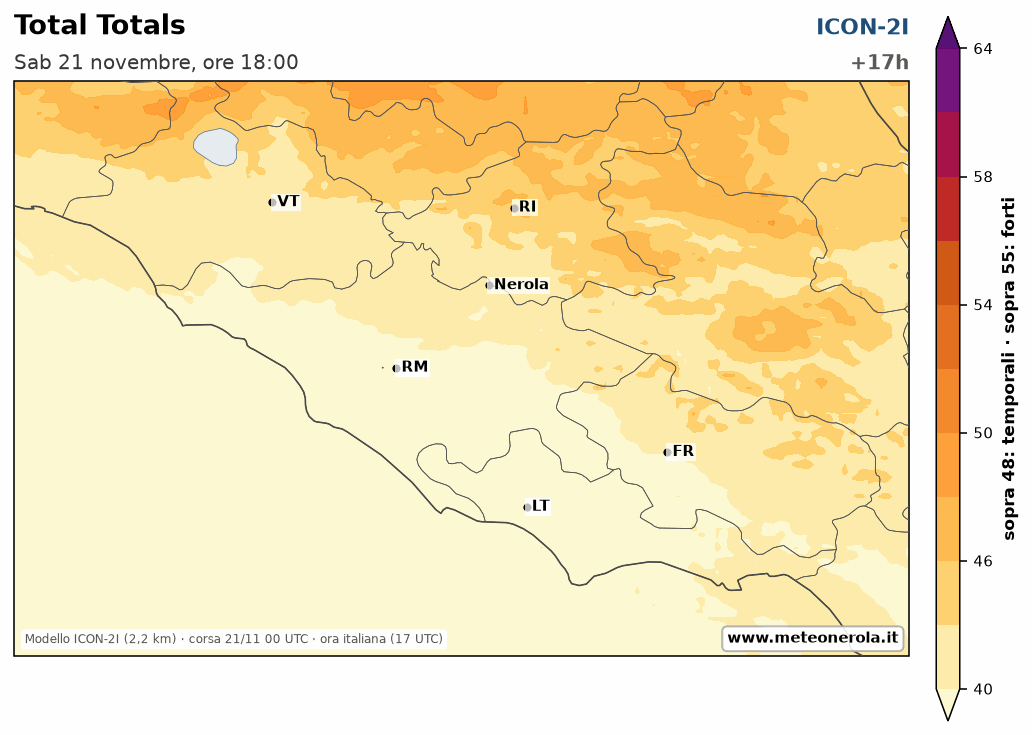 Total Totals
ICON-2I
Sab 21 novembre, ore 18:00
+17h
VT
RI
Nerola
RM
FR
LT
Modello ICON-2I (2,2 km) · corsa 21/11 00 UTC · ora italiana (17 UTC)
www.meteonerola.it
64
58
54
50
46
40
sopra 48: temporali · sopra 55: forti